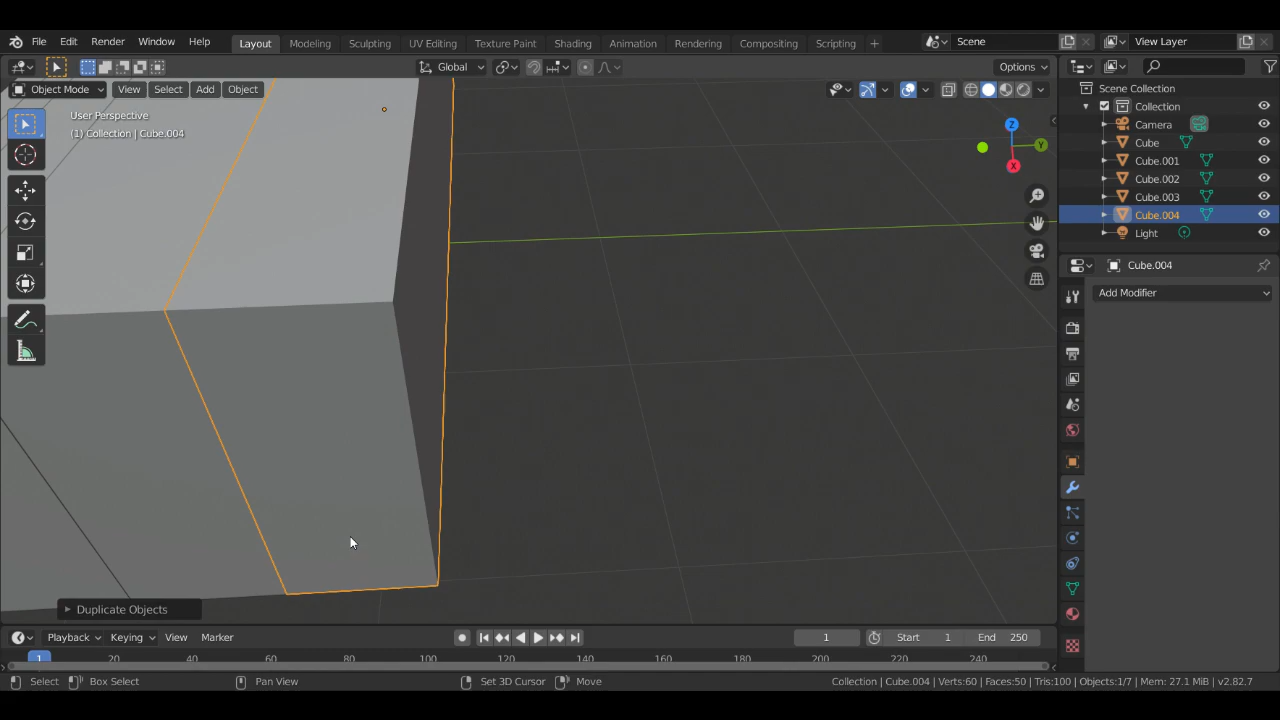 File Edit Render Window Help Layout Modeling Sculpting UV Editing Texture Paint Shading Animation Rendering Compositing Scripting + Scene View Layer
Global Options
Object Mode View Select Add Object
User Perspective
(1) Collection | Cube.004
Z
Y
X
Scene Collection
Collection
Camera
Cube
Cube.001
Cube.002
Cube.003
Cube.004
Light
Cube.004
Add Modifier
Duplicate Objects
Playback Keying View Marker 1 Start 1 End 250
1 20 40 60 80 100 120 140 160 180 200 220 240
Select Box Select Pan View Set 3D Cursor Move Collection | Cube.004 | Verts:60 | Faces:50 | Tris:100 | Objects:1/7 | Mem: 27.1 MiB | v2.82.7